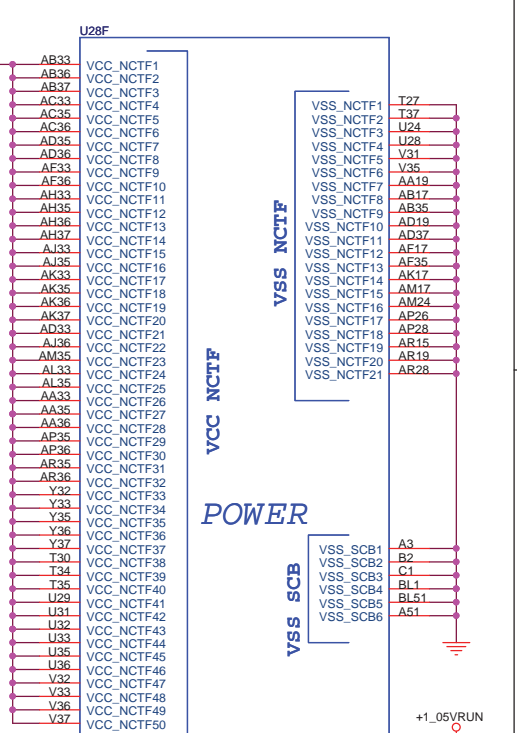 U28F
AB33 VCC_NCTF1
AB36 VCC_NCTF2
AB37 VCC_NCTF3
AC33 VCC_NCTF4
AC35 VCC_NCTF5
AC36 VCC_NCTF6
AD35 VCC_NCTF7
AD36 VCC_NCTF8
AF33 VCC_NCTF9
AF36 VCC_NCTF10
AH33 VCC_NCTF11
AH35 VCC_NCTF12
AH36 VCC_NCTF13
AH37 VCC_NCTF14
AJ33 VCC_NCTF15
AJ35 VCC_NCTF16
AK33 VCC_NCTF17
AK35 VCC_NCTF18
AK36 VCC_NCTF19
AK37 VCC_NCTF20
AD33 VCC_NCTF21
AJ36 VCC_NCTF22
AM35 VCC_NCTF23
AL33 VCC_NCTF24
AL35 VCC_NCTF25
AA33 VCC_NCTF26
AA35 VCC_NCTF27
AA36 VCC_NCTF28
AP35 VCC_NCTF29
AP36 VCC_NCTF30
AR35 VCC_NCTF31
AR36 VCC_NCTF32
Y32 VCC_NCTF33
Y33 VCC_NCTF34
Y35 VCC_NCTF35
Y36 VCC_NCTF36
Y37 VCC_NCTF37
T30 VCC_NCTF38
T34 VCC_NCTF39
T35 VCC_NCTF40
U29 VCC_NCTF41
U31 VCC_NCTF42
U32 VCC_NCTF43
U33 VCC_NCTF44
U35 VCC_NCTF45
U36 VCC_NCTF46
V32 VCC_NCTF47
V33 VCC_NCTF48
V36 VCC_NCTF49
V37 VCC_NCTF50
VCC NCTF
POWER
VSS NCTF
VSS_NCTF1 T27
VSS_NCTF2 T37
VSS_NCTF3 U24
VSS_NCTF4 U28
VSS_NCTF5 V31
VSS_NCTF6 V35
VSS_NCTF7 AA19
VSS_NCTF8 AB17
VSS_NCTF9 AB35
VSS_NCTF10 AD19
VSS_NCTF11 AD37
VSS_NCTF12 AF17
VSS_NCTF13 AF35
VSS_NCTF14 AK17
VSS_NCTF15 AM17
VSS_NCTF16 AM24
VSS_NCTF17 AP26
VSS_NCTF18 AP28
VSS_NCTF19 AR15
VSS_NCTF20 AR19
VSS_NCTF21 AR28
VSS SCB
VSS_SCB1 A3
VSS_SCB2 B2
VSS_SCB3 C1
VSS_SCB4 BL1
VSS_SCB5 BL51
VSS_SCB6 A51
+1_05VRUN